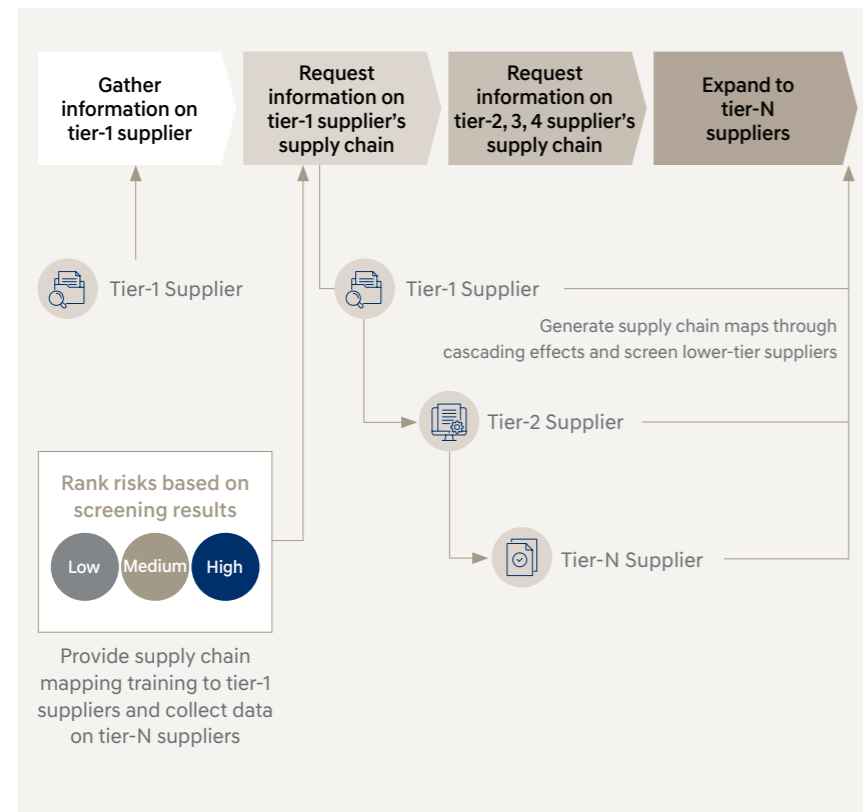 Gather
information on
tier-1 supplier
Request
information on
tier-1 supplier's
supply chain
Request
information on
tier-2, 3, 4 supplier's
supply chain
Expand to
tier-N
suppliers
Tier-1 Supplier
Tier-1 Supplier
Generate supply chain maps through
cascading effects and screen lower-tier suppliers
Tier-2 Supplier
Rank risks based on
screening results
Low
Medium
High
Tier-N Supplier
Provide supply chain
mapping training to tier-1
suppliers and collect data
on tier-N suppliers